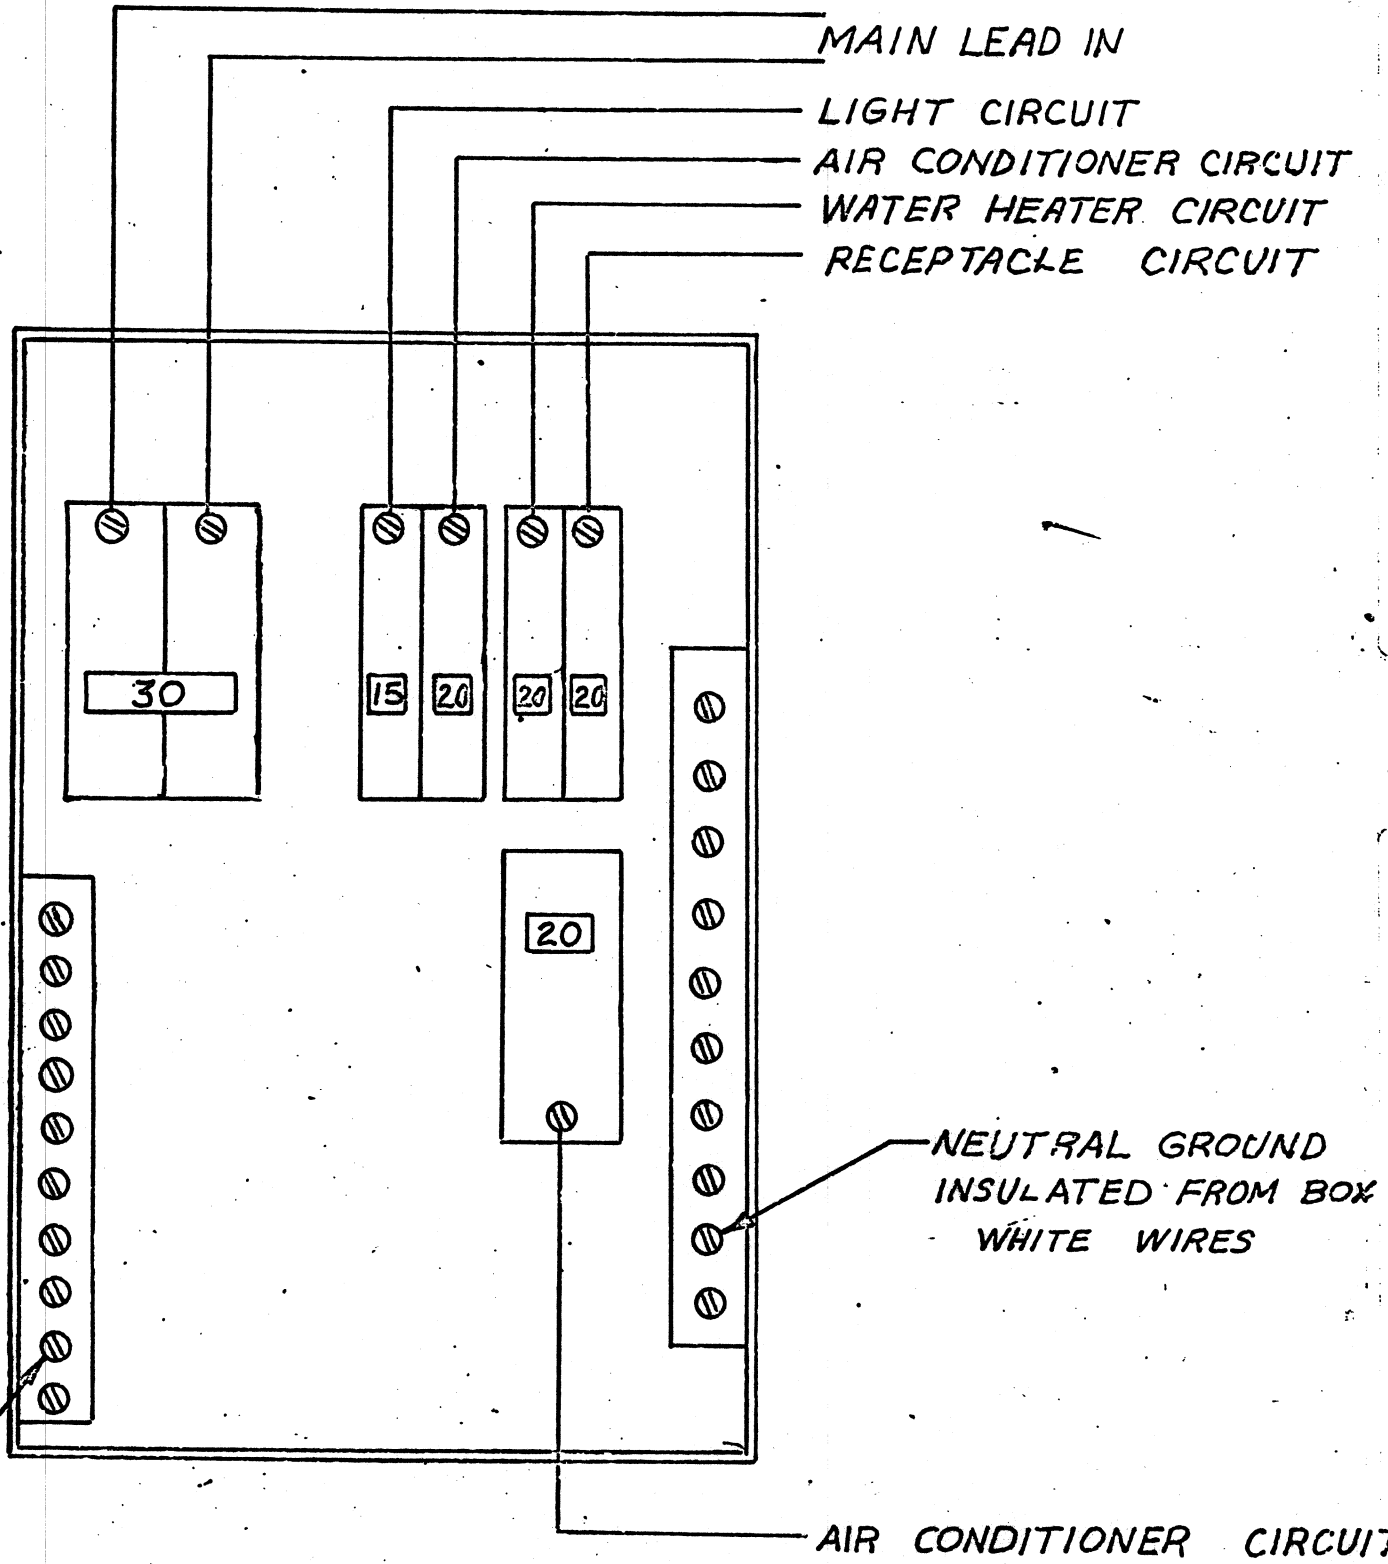 MAIN LEAD IN
LIGHT CIRCUIT
AIR CONDITIONER CIRCUIT
WATER HEATER CIRCUIT
RECEPTACLE CIRCUIT
30
15 20 20 20
20
NEUTRAL GROUND
INSULATED FROM BOX
WHITE WIRES
AIR CONDITIONER CIRCUIT